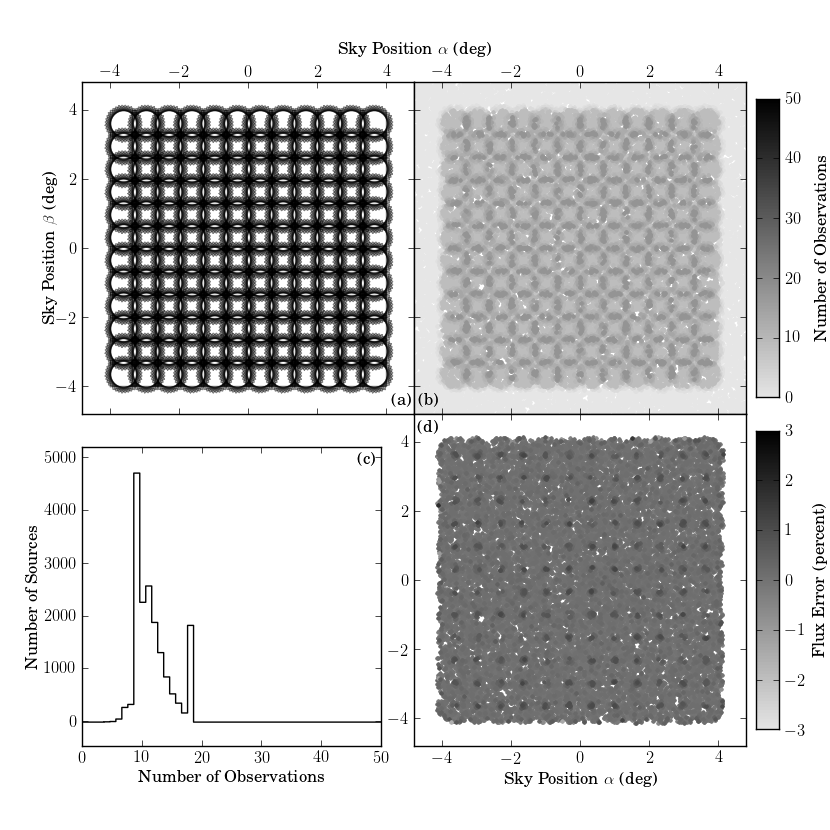 Sky Position α (deg)
−4 −2 0 2 4 −4 −2 0 2 4
4
2
0
−2
−4
Sky Position β (deg)
(a) (b)
50
40
30
20
10
0
Number of Observations
5000
4000
3000
2000
1000
0
Number of Sources
(c)
0 10 20 30 40 50
Number of Observations
(d)
4
2
0
−2
−4
−4 −2 0 2 4
Sky Position α (deg)
3
2
1
0
−1
−2
−3
Flux Error (percent)